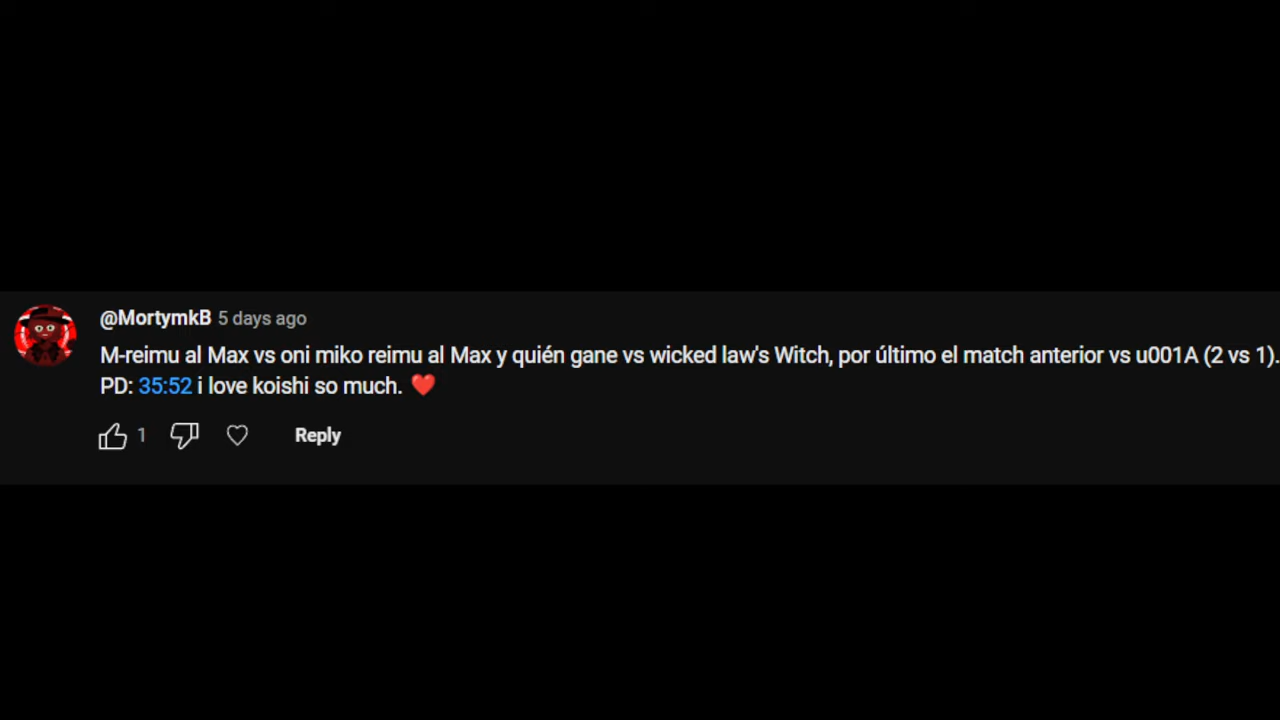 @MortymkB 5 days ago
M-reimu al Max vs oni miko reimu al Max y quién gane vs wicked law's Witch, por último el match anterior vs u001A (2 vs 1).
PD: 35:52 i love koishi so much. ❤️
1 Reply